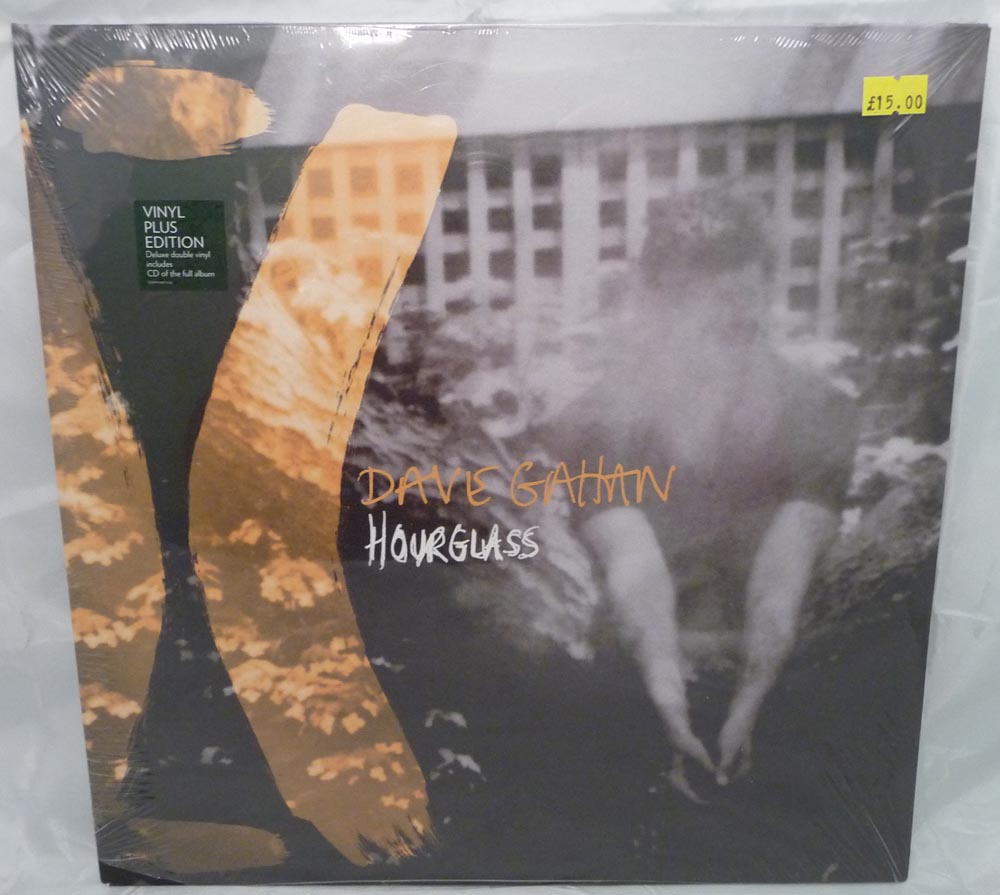 £15.00
VINYL
PLUS
EDITION
Deluxe double vinyl
includes
CD of the full album
DAVE GAHAN
HOURGLASS